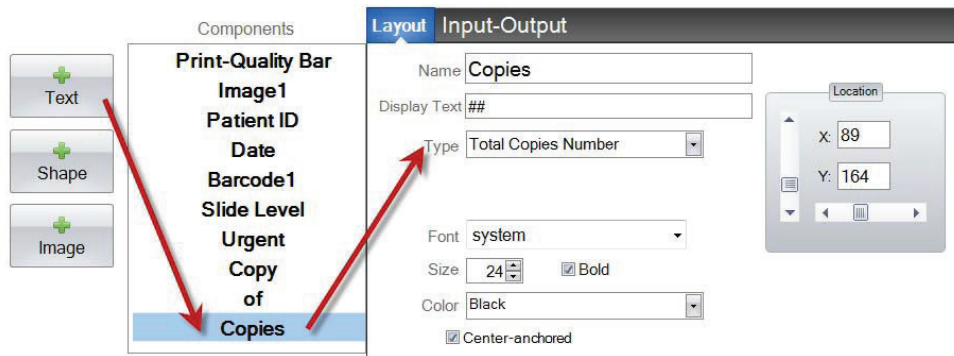 Components
Text
Shape
Image
Print-Quality Bar
Image1
Patient ID
Date
Barcode1
Slide Level
Urgent
Copy
of
Copies
Layout Input-Output
Name Copies
Display Text ##
Type Total Copies Number
Font system
Size 24 Bold
Color Black
Center-anchored
Location
X: 89
Y: 164